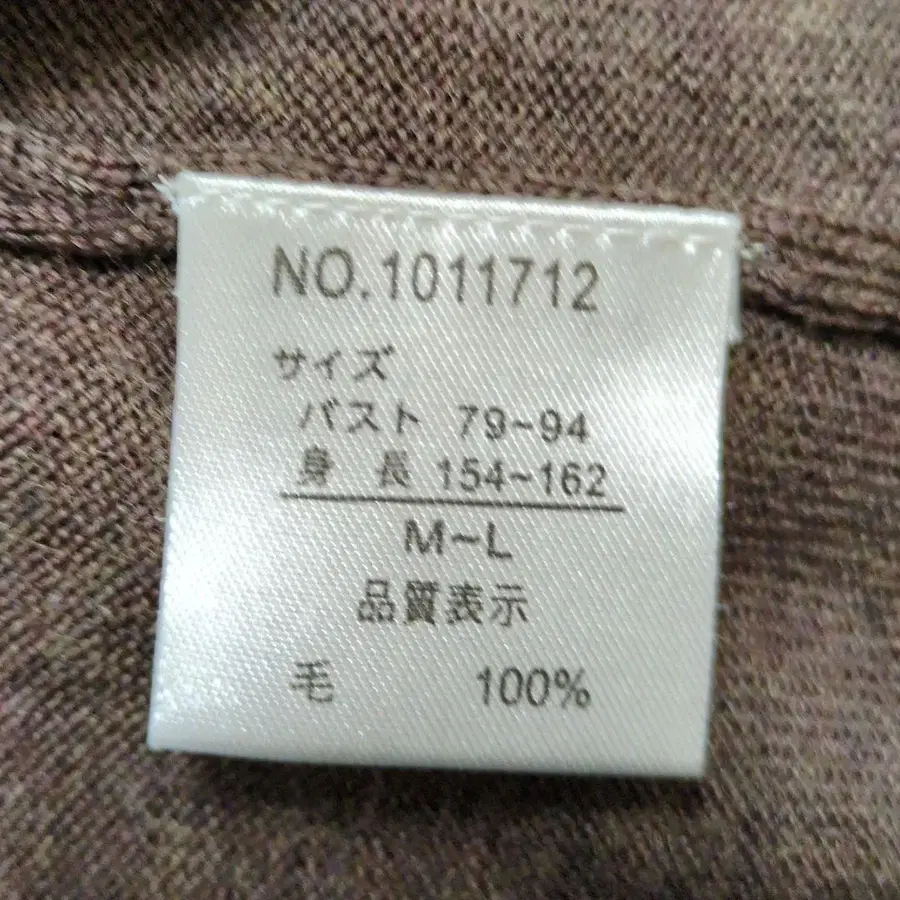 NO.1011712
サイズ
バスト 79~94
身 長 154~162
M~L
品質表示
毛 100%